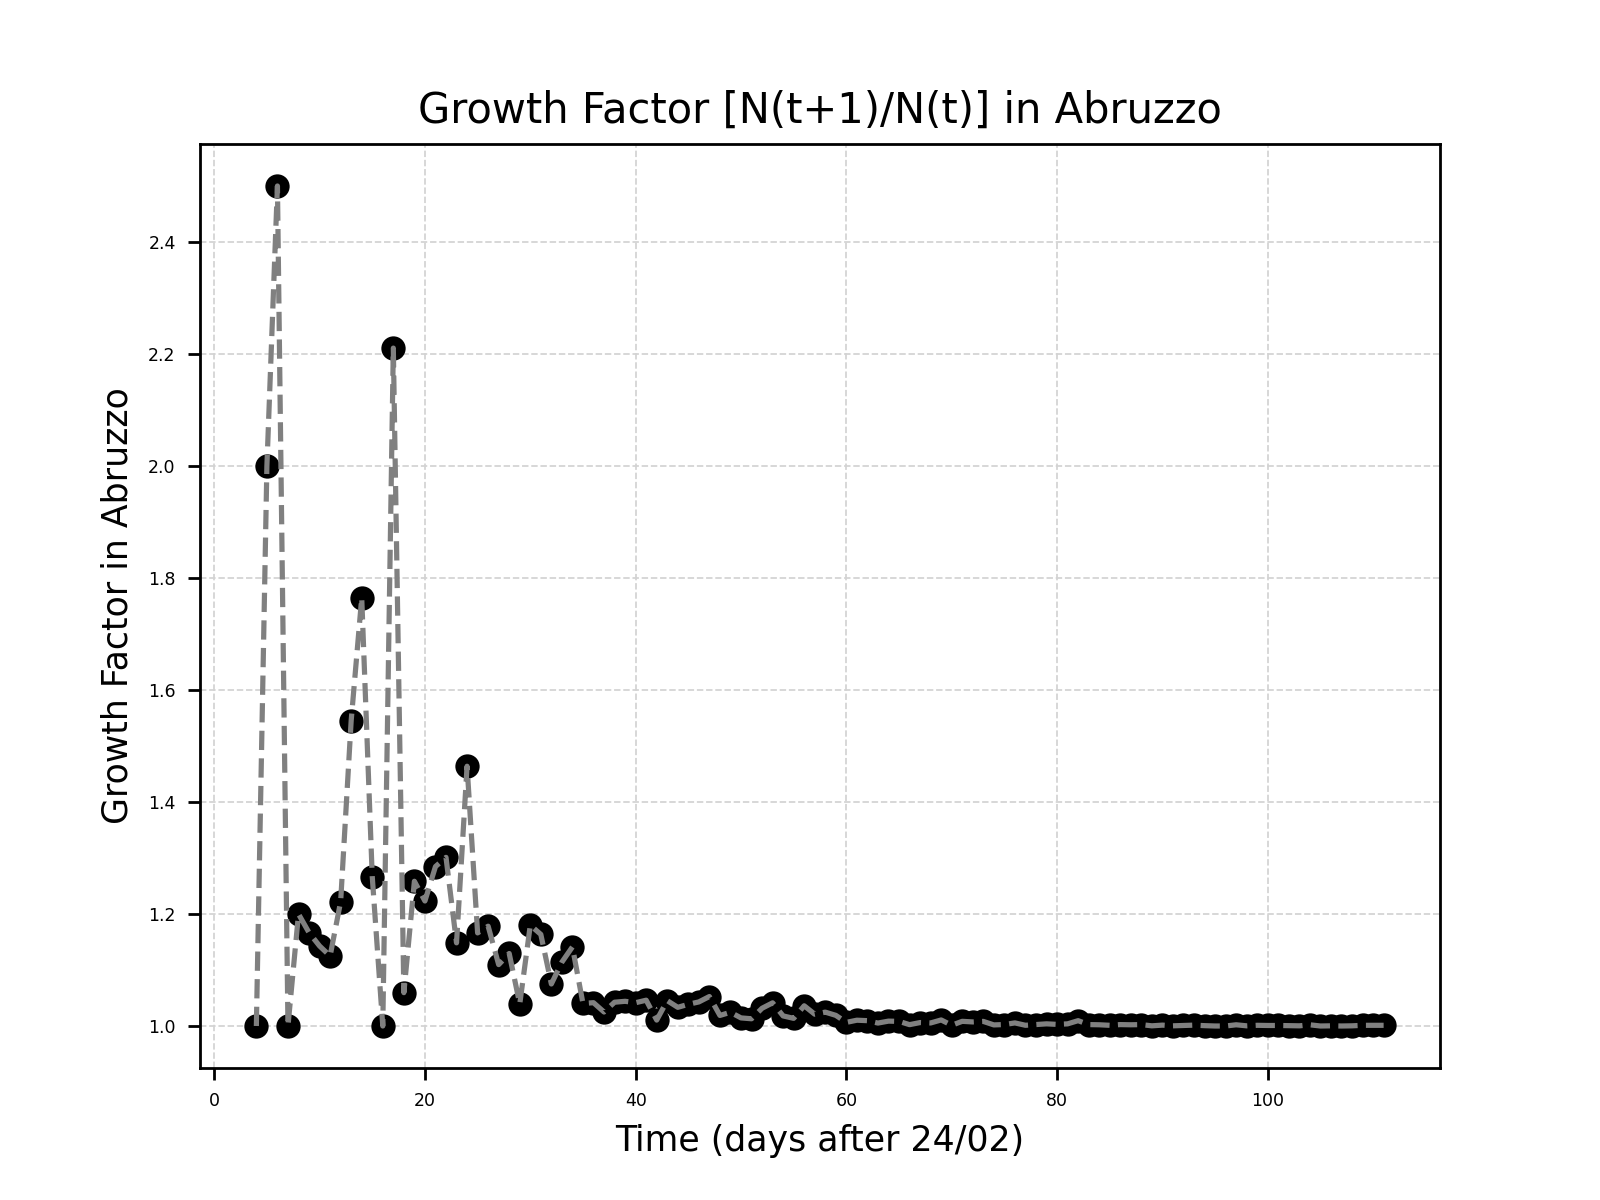 Growth Factor [N(t+1)/N(t)] in Abruzzo
Growth Factor in Abruzzo
2.4
2.2
2.0
1.8
1.6
1.4
1.2
1.0
0 20 40 60 80 100
Time (days after 24/02)